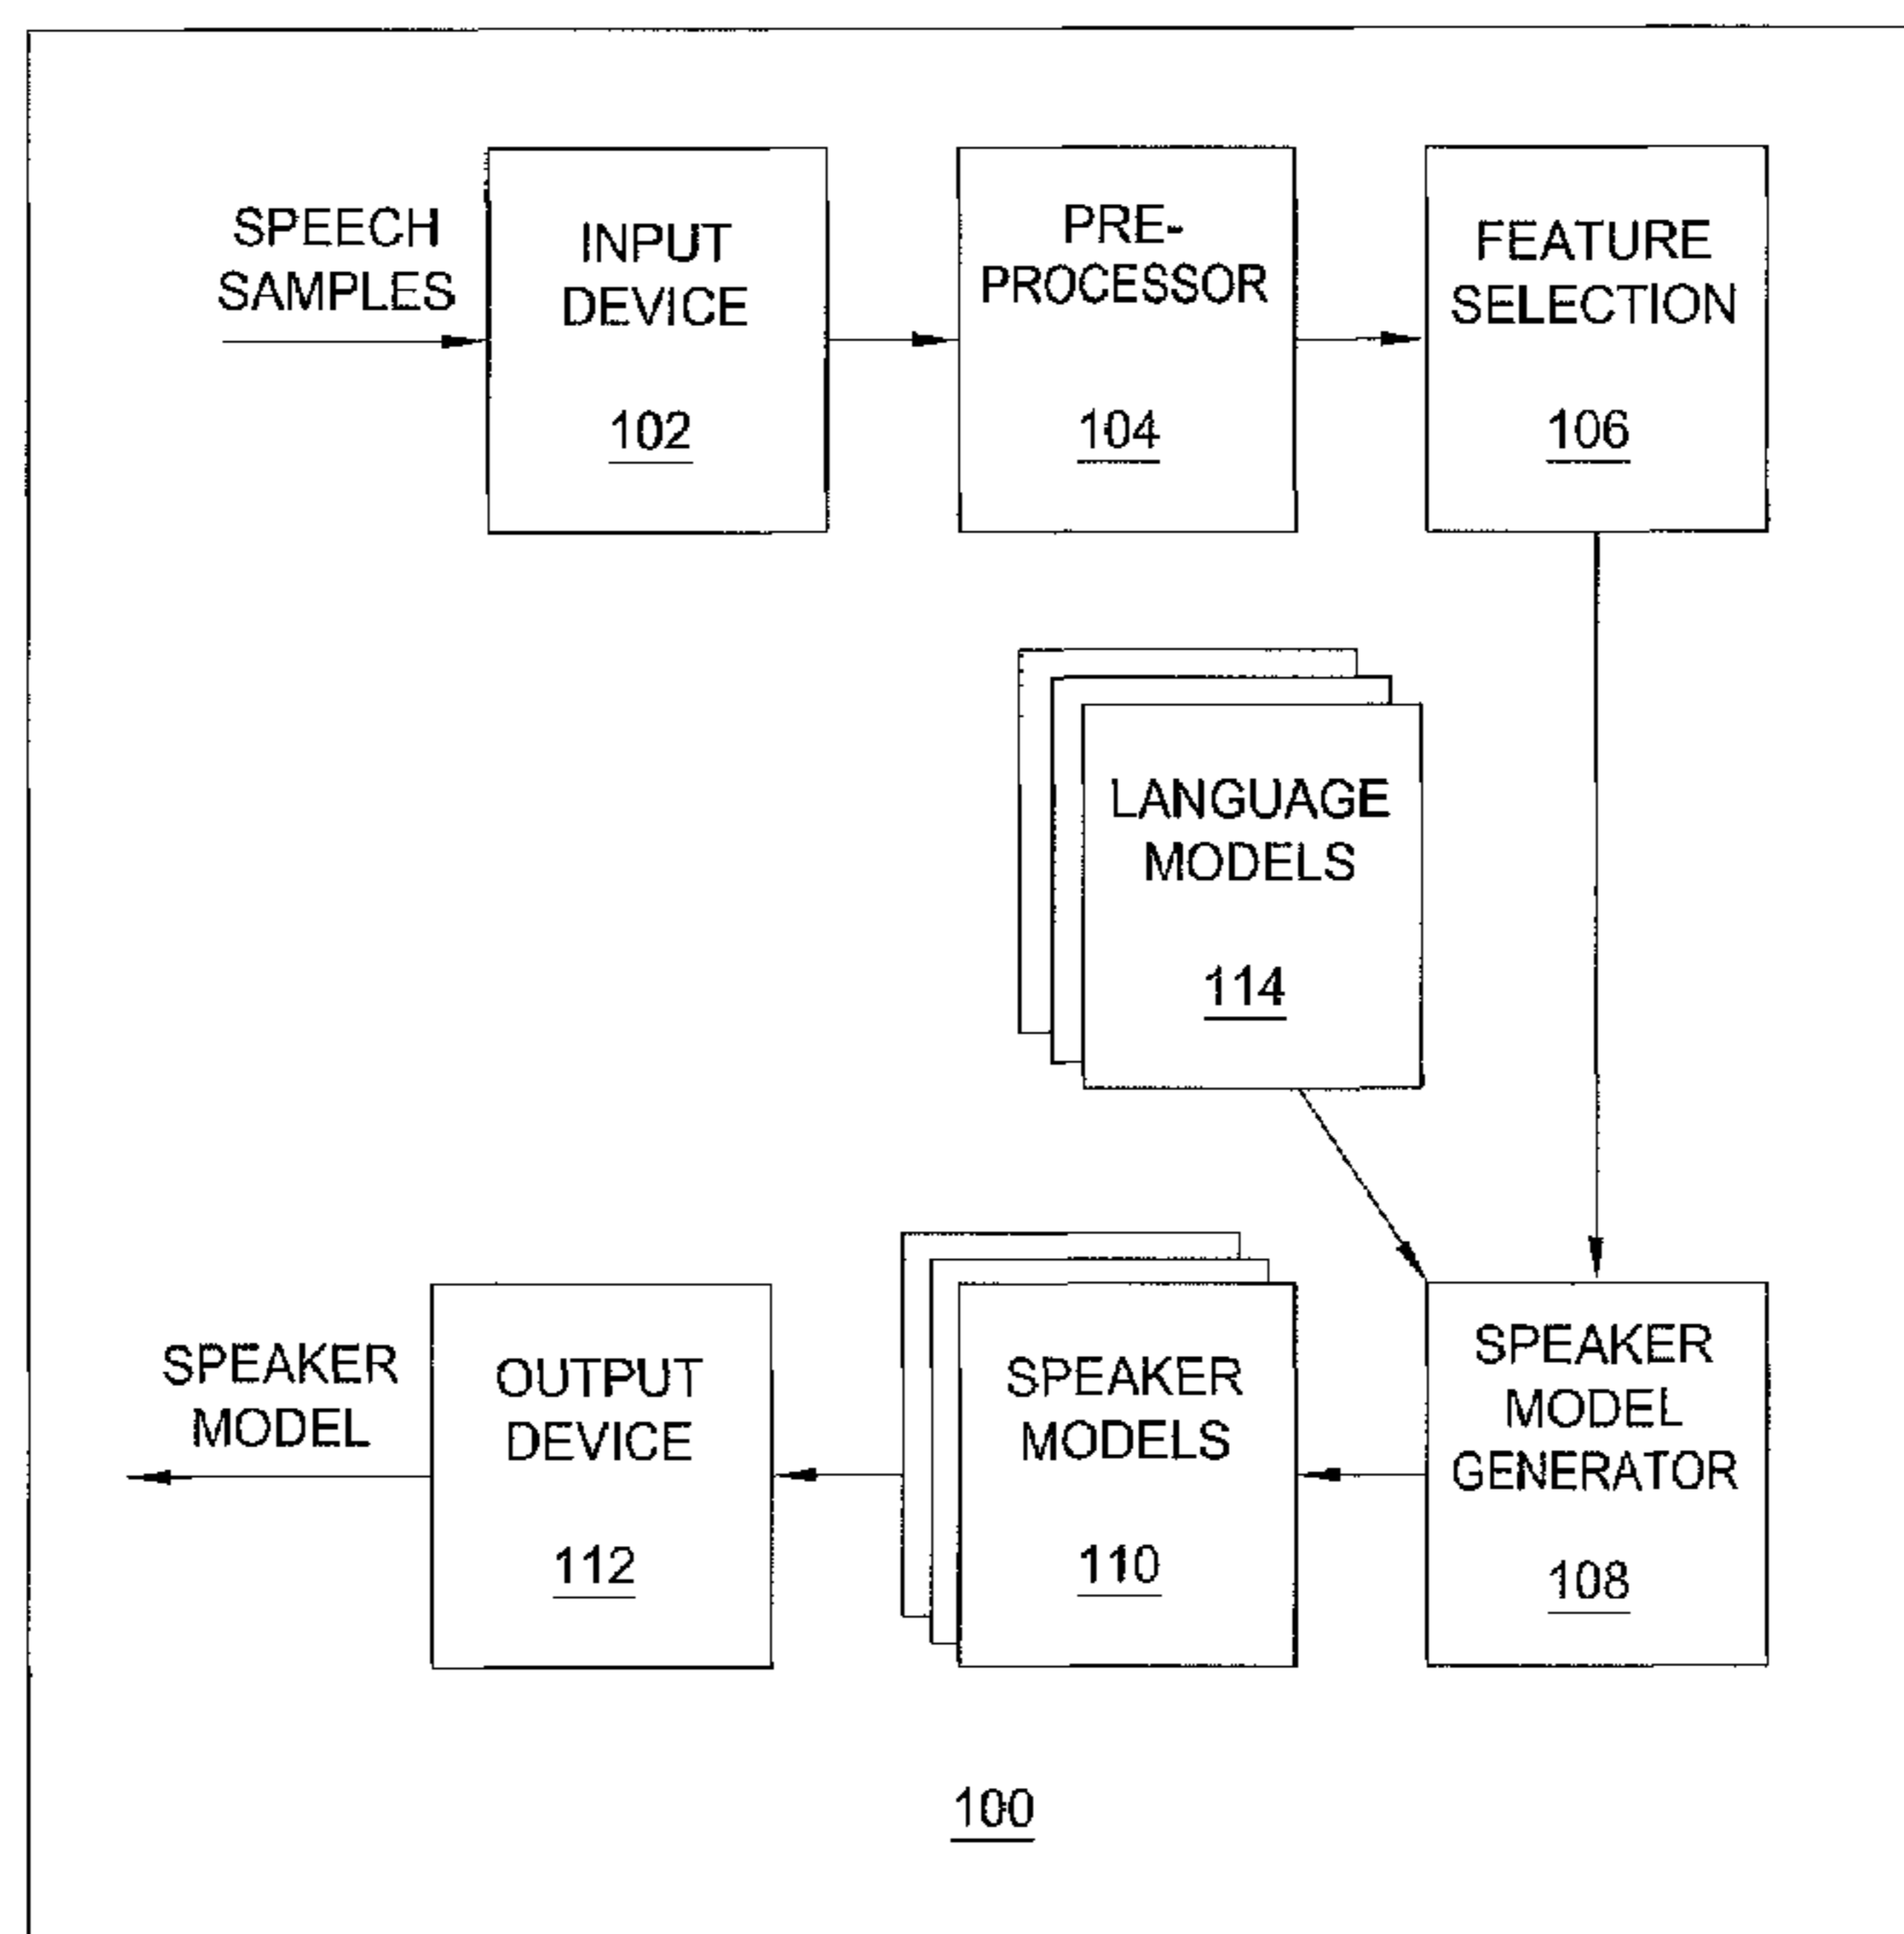 SPEECH
SAMPLES
INPUT
DEVICE
102
PRE-
PROCESSOR
104
FEATURE
SELECTION
106
LANGUAGE
MODELS
114
SPEAKER
MODEL
OUTPUT
DEVICE
112
SPEAKER
MODELS
110
SPEAKER
MODEL
GENERATOR
108
100